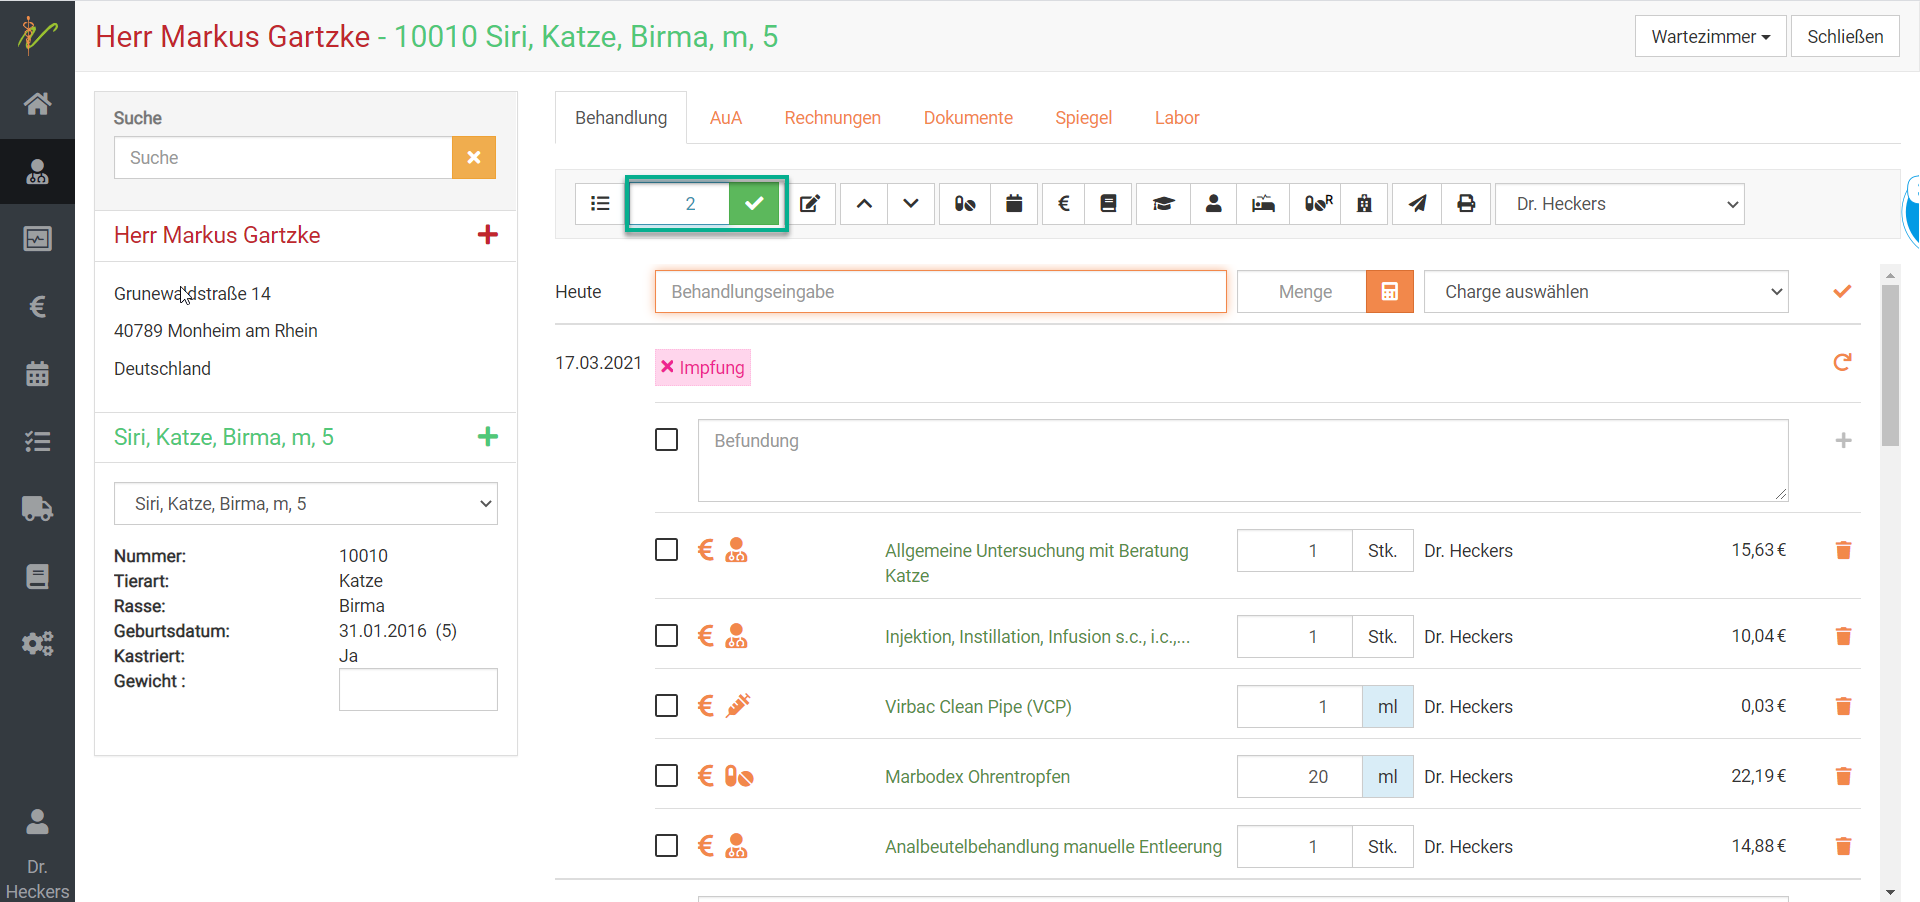 Herr Markus Gartzke - 10010 Siri, Katze, Birma, m, 5
Wartezimmer
Schließen
Suche
Suche
Herr Markus Gartzke
Grunewaldstraße 14
40789 Monheim am Rhein
Deutschland
Siri, Katze, Birma, m, 5
Siri, Katze, Birma, m, 5
Nummer: 10010
Tierart: Katze
Rasse: Birma
Geburtsdatum: 31.01.2016 (5)
Kastriert: Ja
Gewicht :
Dr.
Heckers
Behandlung AuA Rechnungen Dokumente Spiegel Labor
2 € R Dr. Heckers
Heute Behandlungseingabe Menge Charge auswählen
17.03.2021 Impfung
Befundung
€ Allgemeine Untersuchung mit Beratung 1 Stk. Dr. Heckers 15,63 €
Katze
€ Injektion, Instillation, Infusion s.c., i.c.,... 1 Stk. Dr. Heckers 10,04 €
€ Virbac Clean Pipe (VCP) 1 ml Dr. Heckers 0,03 €
€ Marbodex Ohrentropfen 20 ml Dr. Heckers 22,19 €
€ Analbeutelbehandlung manuelle Entleerung 1 Stk. Dr. Heckers 14,88 €